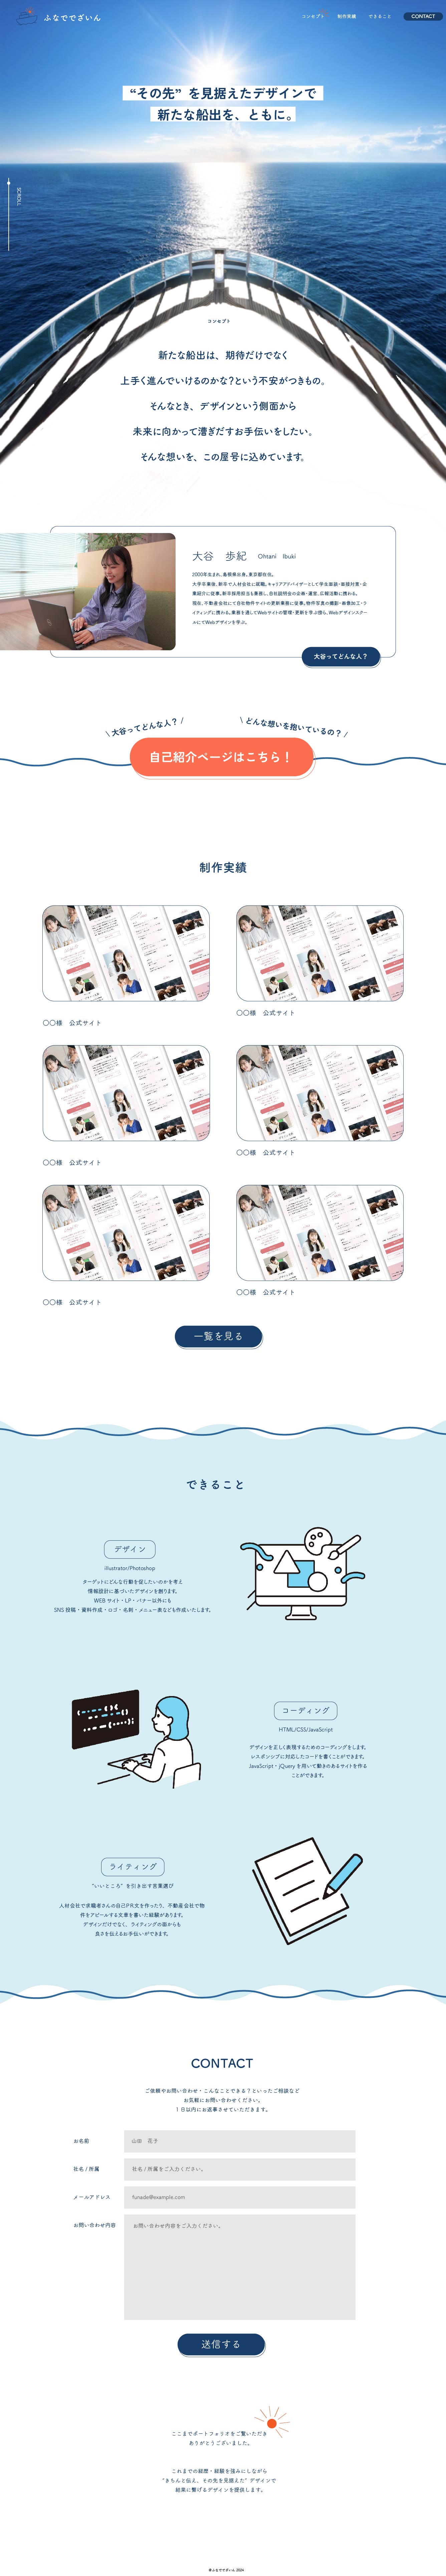 ふなでざいん
コンセプト
制作実績
できること
CONTACT
“その先”を見据えたデザインで
新たな船出を、ともに。
SCROLL
コンセプト
新たな船出は、期待だけでなく
上手く進んでいけるのかな?という不安がつきもの。
そんなとき、デザインという側面から
未来に向かって漕ぎだすお手伝いをしたい。
そんな想いを、この屋号に込めています。
大谷 歩紀 Ohtani Ibuki
2000年生まれ、島根県出身。東京都在住。
大学卒業後、新卒で人材会社に就職。キャリアアドバイザーとして学生面談・面接対策・企
業紹介に従事。新卒採用担当も兼務し、自社説明会の企画・運営、広報活動に携わる。
現在、不動産会社にて自社物件サイトの更新業務に従事。物件写真の撮影・画像加工・ラ
イティングに携わる。業務を通してWebサイトの管理・更新を学ぶ傍ら、Webデザインスクー
ルにてWebデザインを学ぶ。
大谷ってどんな人?
\ 大谷ってどんな人? /
\ どんな想いを抱いているの? /
自己紹介ページはこちら!
制作実績
〇〇様 公式サイト
〇〇様 公式サイト
〇〇様 公式サイト
〇〇様 公式サイト
〇〇様 公式サイト
〇〇様 公式サイト
一覧を見る
できること
デザイン
illustrator/Photoshop
ターゲットにどんな行動を促したいのかを考え
情報設計に基づいたデザインを創ります。
WEBサイト・LP・バナー以外にも
SNS投稿・資料作成・ロゴ・名刺・メニュー表なども作成いたします。
コーディング
HTML/CSS/JavaScript
デザインを正しく表現するためのコーディングをします。
レスポンシブに対応したコードを書くことができます。
JavaScript・jQueryを用いて動きのあるサイトを作る
ことができます。
ライティング
“いいところ”を引き出す言葉選び
人材会社で求職者さんの自己PR文を作ったり、不動産会社で物
件をアピールする文章を書いた経験があります。
デザインだけでなく、ライティングの面からも
良さを伝えるお手伝いができます。
CONTACT
ご依頼やお問い合わせ・こんなことできる?といったご相談など
お気軽にお問い合わせください。
1日以内にお返事させていただきます。
お名前
山田 花子
社名/所属
社名/所属をご入力ください。
メールアドレス
funade@example.com
お問い合わせ内容
お問い合わせ内容をご入力ください。
送信する
ここまでポートフォリオをご覧いただき
ありがとうございました。
これまでの経歴・経験を強みにしながら
“きちんと伝え、その先を見据えた”デザインで
結果に繋げるデザインを提供します。
©ふなでざいん 2024